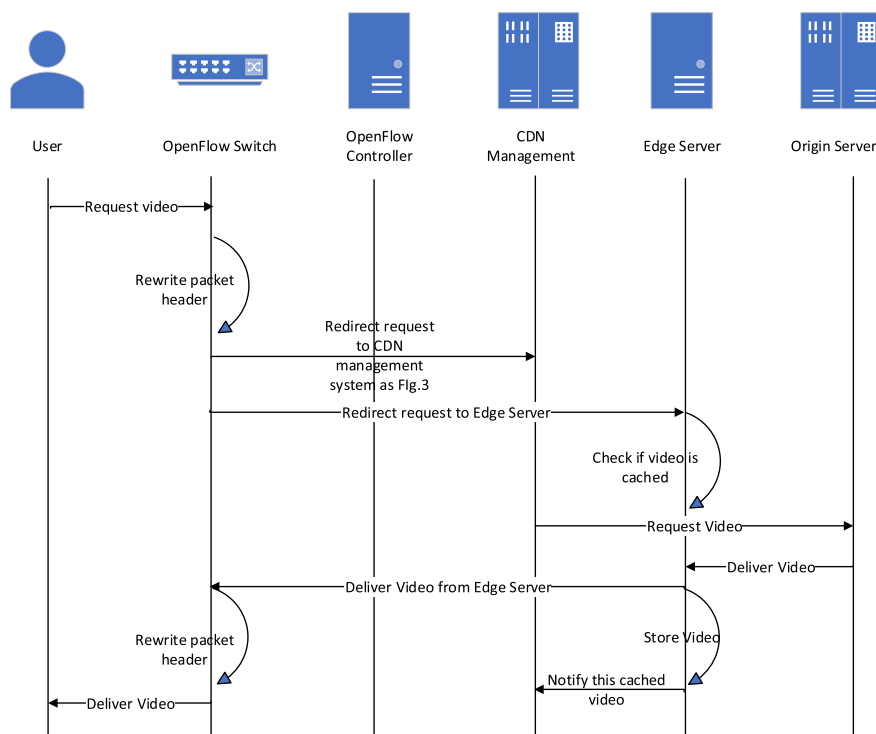 User
OpenFlow Switch
OpenFlow
Controller
CDN
Management
Edge Server
Origin Server
Request video
Rewrite packet
header
Redirect request
to CDN
management
system as FIg.3
Redirect request to Edge Server
Check if video is
cached
Request Video
Deliver Video
Deliver Video from Edge Server
Rewrite packet
header
Store Video
Notify this cached
video
Deliver Video